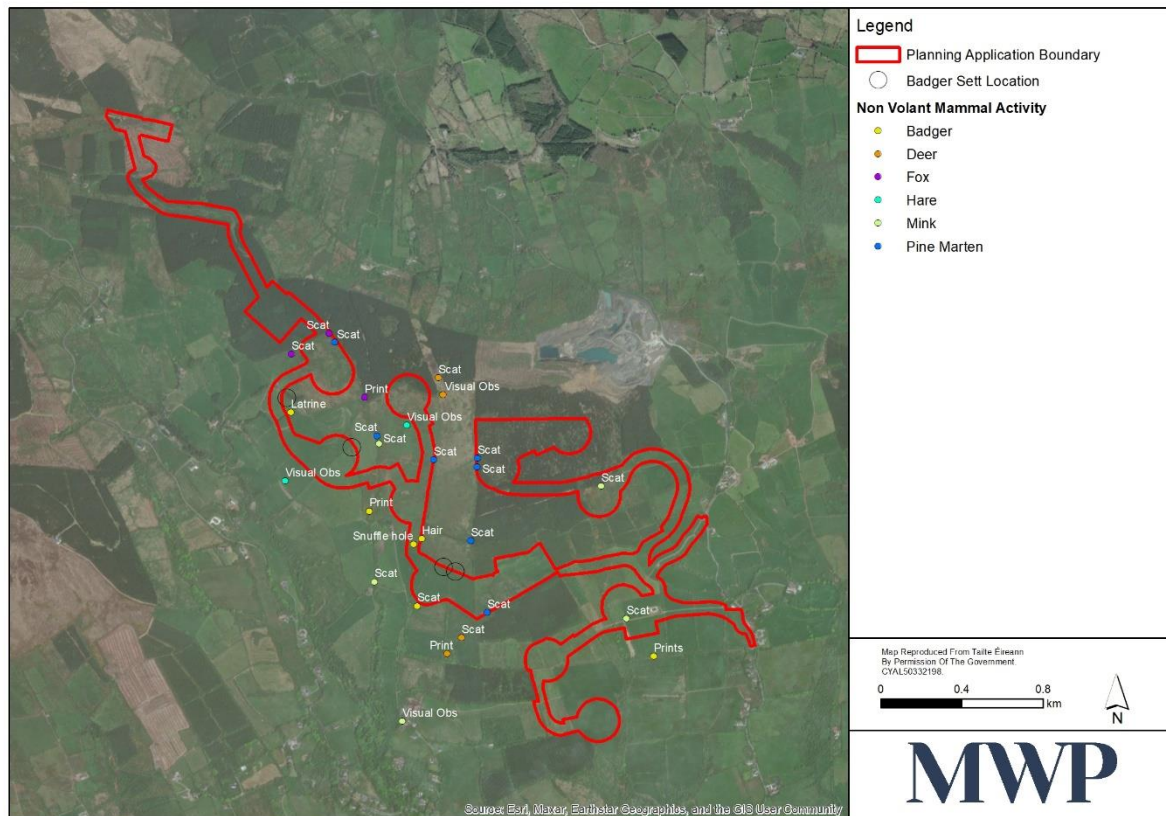 Legend
Planning Application Boundary
Badger Sett Location
Non Volant Mammal Activity
Badger
Deer
Fox
Hare
Mink
Pine Marten
Scat
Scat
Scat
Scat
Visual Obs
Print
Latrine
Visual Obs
Scat
Scat
Scat
Scat
Scat
Visual Obs
Scat
Print
Hair
Snuffle hole
Scat
Scat
Scat
Scat
Scat
Scat
Print
Prints
Visual Obs
Map Reproduced From Tailte Éireann
By Permission Of The Government.
CYAL50332198.
0 0.4 0.8
km
N
MWP
Source: Esri, Maxar, Earthstar Geographics, and the GIS User Community